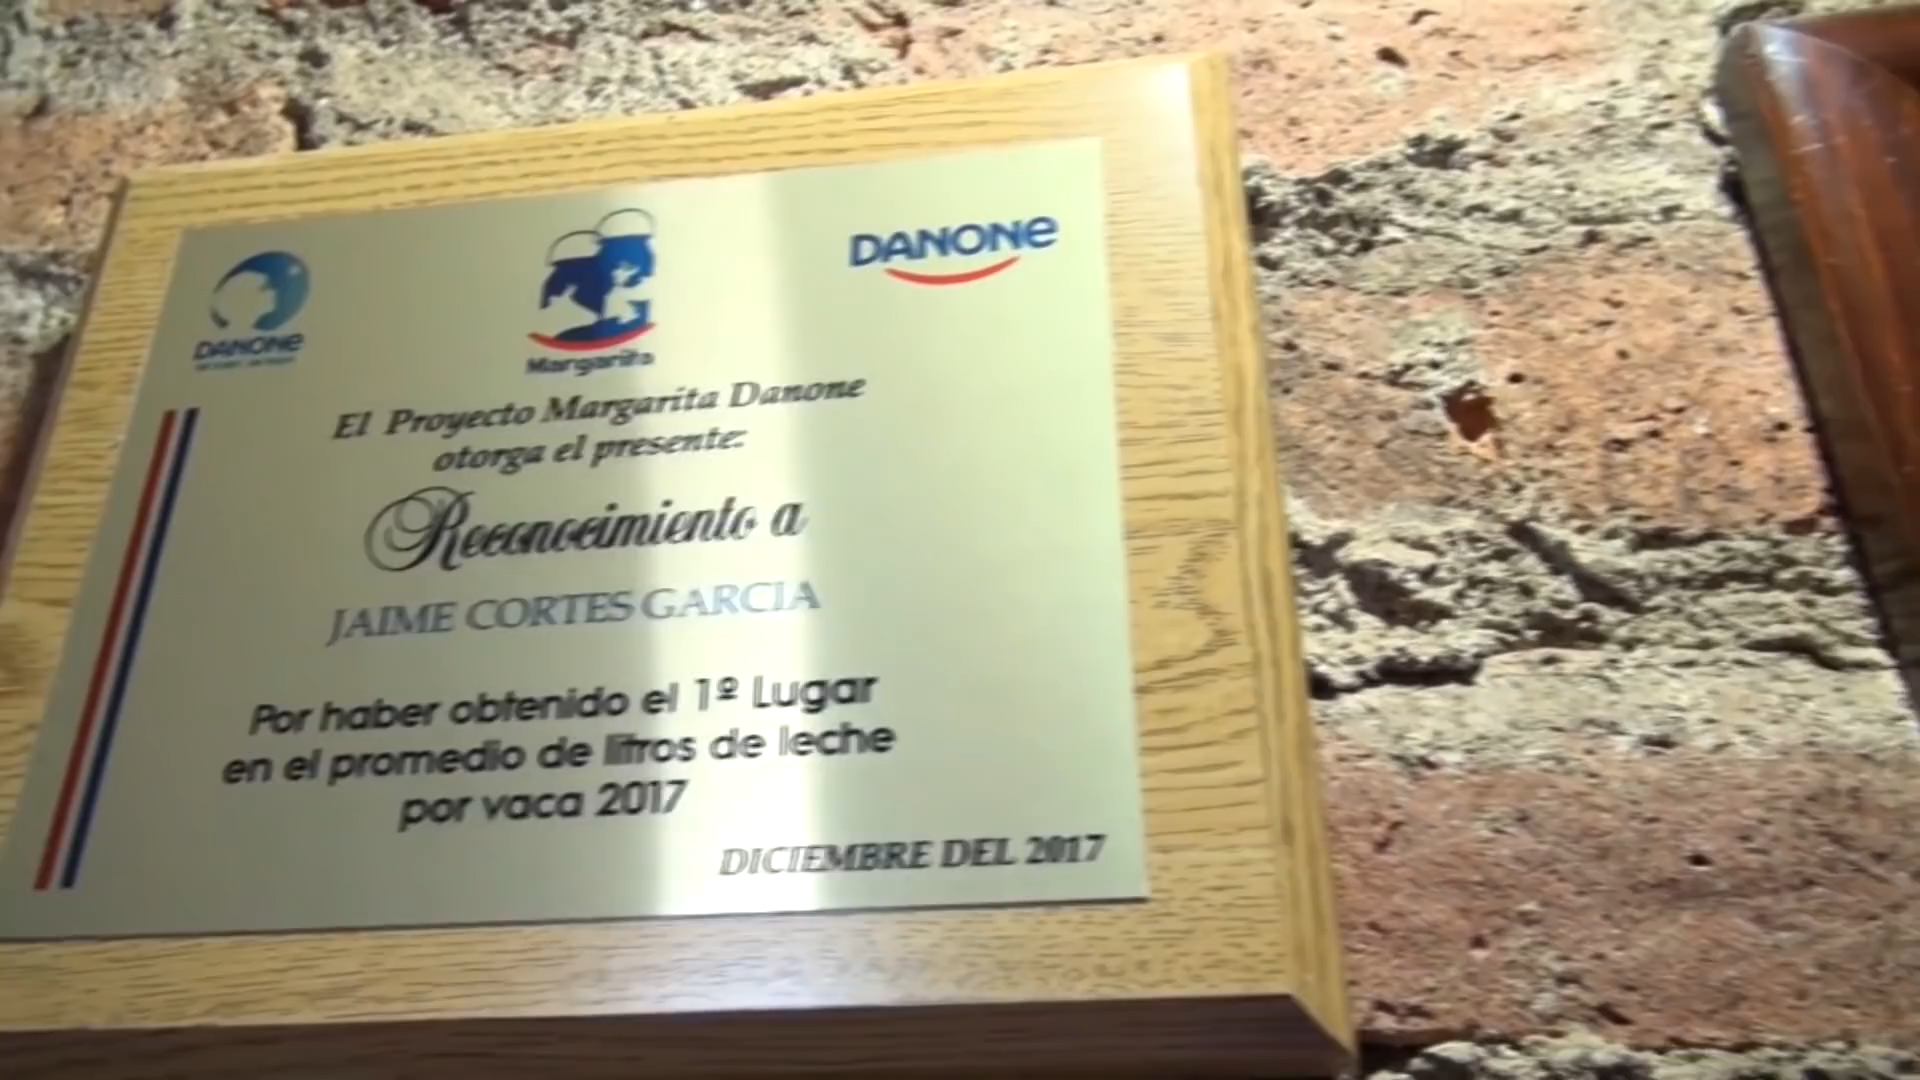 DANONE
Margarita
DANONE
El Proyecto Margarita Danone
otorga el presente:
Reconocimiento a
JAIME CORTES GARCIA
Por haber obtenido el 1º Lugar
en el promedio de litros de leche
por vaca 2017
DICIEMBRE DEL 2017